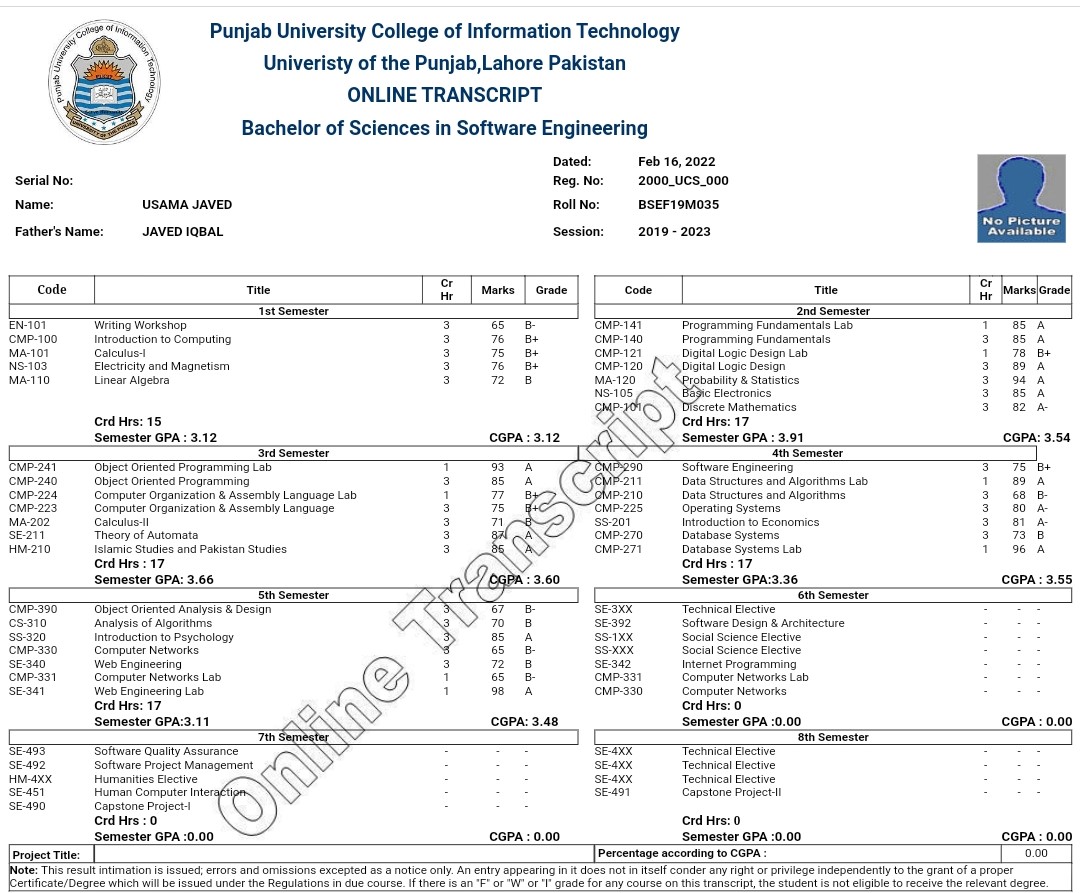 Punjab University College of Information Technology
Univeristy of the Punjab,Lahore Pakistan
ONLINE TRANSCRIPT
Bachelor of Sciences in Software Engineering
Punjab University College of Information Technology
UNIVERSITY OF THE PUNJAB
Dated: Feb 16, 2022
Serial No: Reg. No: 2000_UCS_000
Name: USAMA JAVED Roll No: BSEF19M035
Father's Name: JAVED IQBAL Session: 2019 - 2023
No Picture
Available
Code Title Cr Hr Marks Grade
1st Semester
EN-101 Writing Workshop 3 65 B-
CMP-100 Introduction to Computing 3 76 B+
MA-101 Calculus-I 3 75 B+
NS-103 Electricity and Magnetism 3 76 B+
MA-110 Linear Algebra 3 72 B
Crd Hrs: 15
Semester GPA : 3.12 CGPA : 3.12
Code Title Cr Hr Marks Grade
2nd Semester
CMP-141 Programming Fundamentals Lab 1 85 A
CMP-140 Programming Fundamentals 3 85 A
CMP-121 Digital Logic Design Lab 1 78 B+
CMP-120 Digital Logic Design 3 89 A
MA-120 Probability & Statistics 3 94 A
NS-105 Basic Electronics 3 85 A
CMP-101 Discrete Mathematics 3 82 A-
Crd Hrs: 17
Semester GPA : 3.91 CGPA: 3.54
3rd Semester
CMP-241 Object Oriented Programming Lab 1 93 A
CMP-240 Object Oriented Programming 3 85 A
CMP-224 Computer Organization & Assembly Language Lab 1 77 B+
CMP-223 Computer Organization & Assembly Language 3 75 B+
MA-202 Calculus-II 3 71 B
SE-211 Theory of Automata 3 87 A
HM-210 Islamic Studies and Pakistan Studies 3 85 A
Crd Hrs : 17
Semester GPA: 3.66 CGPA : 3.60
4th Semester
CMP-290 Software Engineering 3 75 B+
CMP-211 Data Structures and Algorithms Lab 1 89 A
CMP-210 Data Structures and Algorithms 3 68 B-
CMP-225 Operating Systems 3 80 A-
SS-201 Introduction to Economics 3 81 A-
CMP-270 Database Systems 3 73 B
CMP-271 Database Systems Lab 1 96 A
Crd Hrs : 17
Semester GPA:3.36 CGPA : 3.55
5th Semester
CMP-390 Object Oriented Analysis & Design 3 67 B-
CS-310 Analysis of Algorithms 3 70 B
SS-320 Introduction to Psychology 3 85 A
CMP-330 Computer Networks 3 65 B-
SE-340 Web Engineering 3 72 B
CMP-331 Computer Networks Lab 1 65 B-
SE-341 Web Engineering Lab 1 98 A
Crd Hrs: 17
Semester GPA:3.11 CGPA: 3.48
6th Semester
SE-3XX Technical Elective - - -
SE-392 Software Design & Architecture - - -
SS-1XX Social Science Elective - - -
SS-XXX Social Science Elective - - -
SE-342 Internet Programming - - -
CMP-331 Computer Networks Lab - - -
CMP-330 Computer Networks - - -
Crd Hrs: 0
Semester GPA :0.00 CGPA : 0.00
7th Semester
SE-493 Software Quality Assurance - - -
SE-492 Software Project Management - - -
HM-4XX Humanities Elective - - -
SE-451 Human Computer Interaction - - -
SE-490 Capstone Project-I - - -
Crd Hrs : 0
Semester GPA :0.00 CGPA : 0.00
8th Semester
SE-4XX Technical Elective - - -
SE-4XX Technical Elective - - -
SE-4XX Technical Elective - - -
SE-491 Capstone Project-II - - -
Crd Hrs: 0
Semester GPA :0.00 CGPA : 0.00
Online Transcript
Project Title: Percentage according to CGPA : 0.00
Note: This result intimation is issued; errors and omissions excepted as a notice only. An entry appearing in it does not in itself conder any right or privilege independently to the grant of a proper
Certificate/Degree which will be issued under the Regulations in due course. If there is an "F" or "W" or "I" grade for any course on this transcript, the student is not eligible to receive the relevant degree.